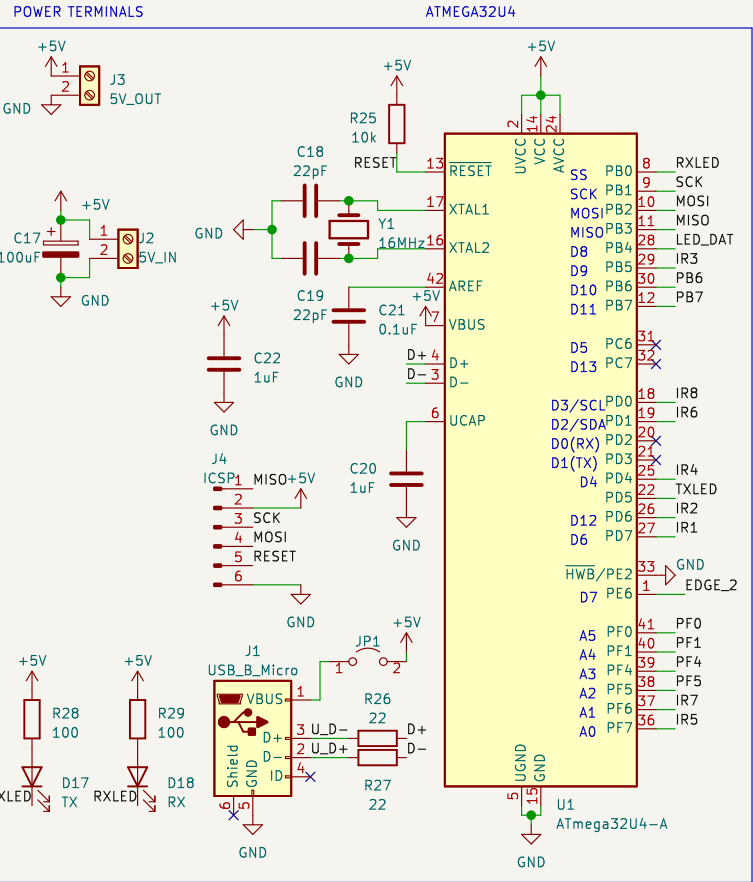 POWER TERMINALS
ATMEGA32U4
+5V
1
2
J3
5V_OUT
GND
+5V
C17
100uF
+
1
2
J2
5V_IN
GND
+5V
C22
1uF
GND
+5V
R25
10k
RESET
C18
22pF
GND
Y1
16MHz
C19
22pF
C21
0.1uF
GND
+5V
D+
D-
C20
1uF
GND
J4
ICSP
1 MISO
+5V
2
3 SCK
4 MOSI
5 RESET
6
GND
+5V
2 14 24
UVCC VCC AVCC
13 RESET
17 XTAL1
16 XTAL2
42 AREF
7 VBUS
4 D+
3 D-
6 UCAP
SS PB0 8 RXLED
SCK PB1 9 SCK
MOSI PB2 10 MOSI
MISO PB3 11 MISO
D8 PB4 28 LED_DAT
D9 PB5 29 IR3
D10 PB6 30 PB6
D11 PB7 12 PB7
D5 PC6 31
D13 PC7 32
D3/SCL PD0 18 IR8
D2/SDA PD1 19 IR6
D0(RX) PD2 20
D1(TX) PD3 21
D4 PD4 25 IR4
PD5 22 TXLED
D12 PD6 26 IR2
D6 PD7 27 IR1
HWB/PE2 33 GND
D7 PE6 1 EDGE_2
A5 PF0 41 PF0
A4 PF1 40 PF1
A3 PF4 39 PF4
A2 PF5 38 PF5
A1 PF6 37 IR7
A0 PF7 36 IR5
UGND GND
5 15
U1
ATmega32U4-A
GND
+5V
R28
100
D17
TX
XLED
+5V
R29
100
D18
RX
RXLED
J1
USB_B_Micro
VBUS 1
D+ 3 U_D-
D- 2 U_D+
ID 4
Shield
GND
6 5
GND
JP1
1 2
+5V
R26
22
D+
D-
R27
22